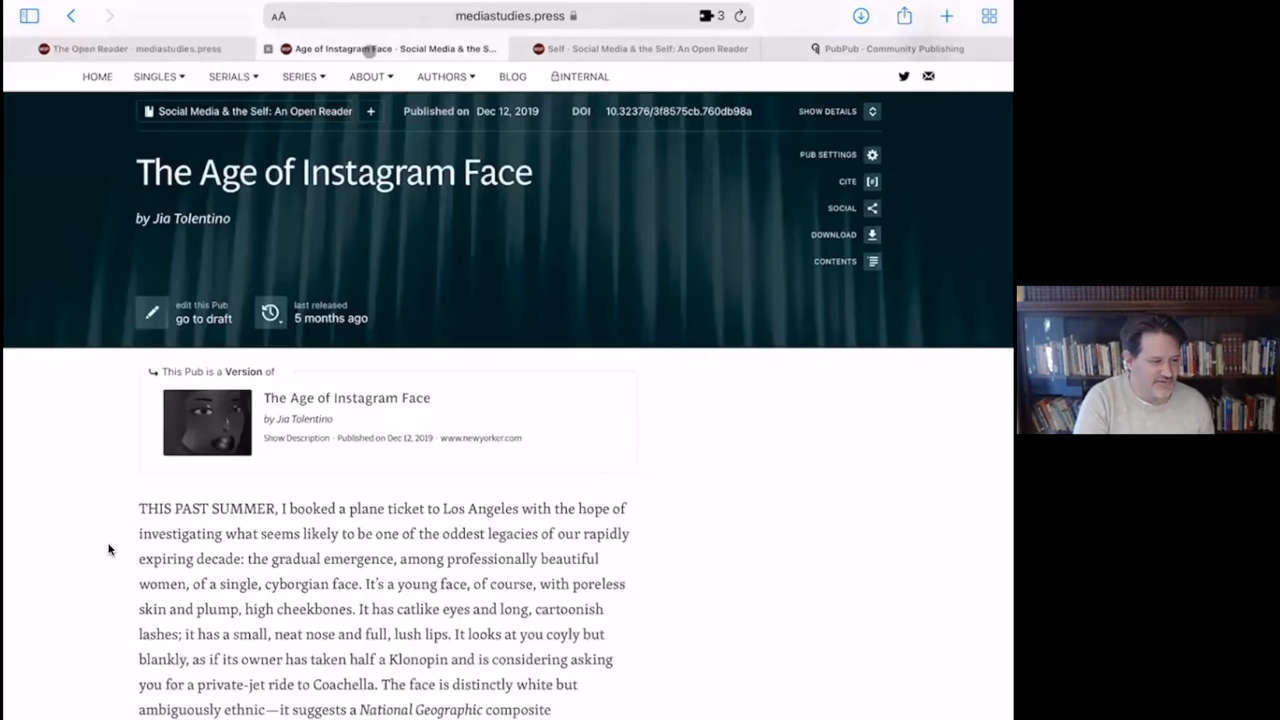 AA
mediastudies.press
3
The Open Reader · mediastudies.press
Age of Instagram Face · Social Media & the S...
Self · Social Media & the Self: An Open Reader
PubPub · Community Publishing
HOME SINGLES SERIALS SERIES ABOUT AUTHORS BLOG INTERNAL
Social Media & the Self: An Open Reader + Published on Dec 12, 2019 DOI 10.32376/3f8575cb.760db98a SHOW DETAILS
PUB SETTINGS
The Age of Instagram Face
CITE
SOCIAL
by Jia Tolentino
DOWNLOAD
CONTENTS
edit this Pub
go to draft
last released
5 months ago
This Pub is a Version of
The Age of Instagram Face
by Jia Tolentino
Show Description · Published on Dec 12, 2019 · www.newyorker.com
THIS PAST SUMMER, I booked a plane ticket to Los Angeles with the hope of
investigating what seems likely to be one of the oddest legacies of our rapidly
expiring decade: the gradual emergence, among professionally beautiful
women, of a single, cyborgian face. It’s a young face, of course, with poreless
skin and plump, high cheekbones. It has catlike eyes and long, cartoonish
lashes; it has a small, neat nose and full, lush lips. It looks at you coyly but
blankly, as if its owner has taken half a Klonopin and is considering asking
you for a private-jet ride to Coachella. The face is distinctly white but
ambiguously ethnic—it suggests a National Geographic composite